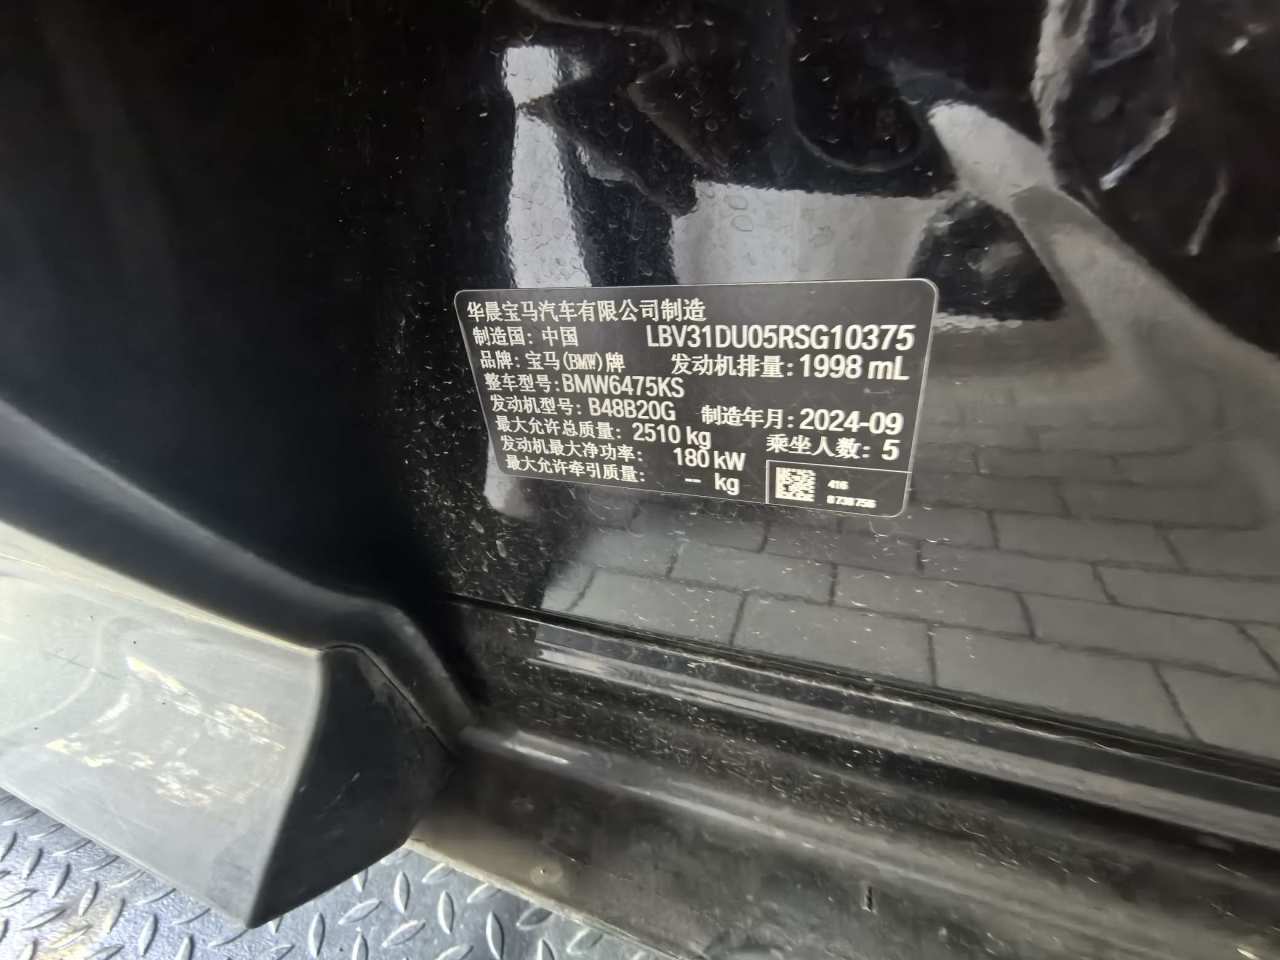 华晨宝马汽车有限公司制造
制造国: 中国 LBV31DU05RSG10375
品牌: 宝马(BMW)牌 发动机排量: 1998 mL
整车型号: BMW6475KS
发动机型号: B48B20G 制造年月: 2024-09
最大允许总质量: 2510 kg 乘坐人数: 5
发动机最大净功率: 180 kW
最大允许牵引质量: -- kg
416
8738756